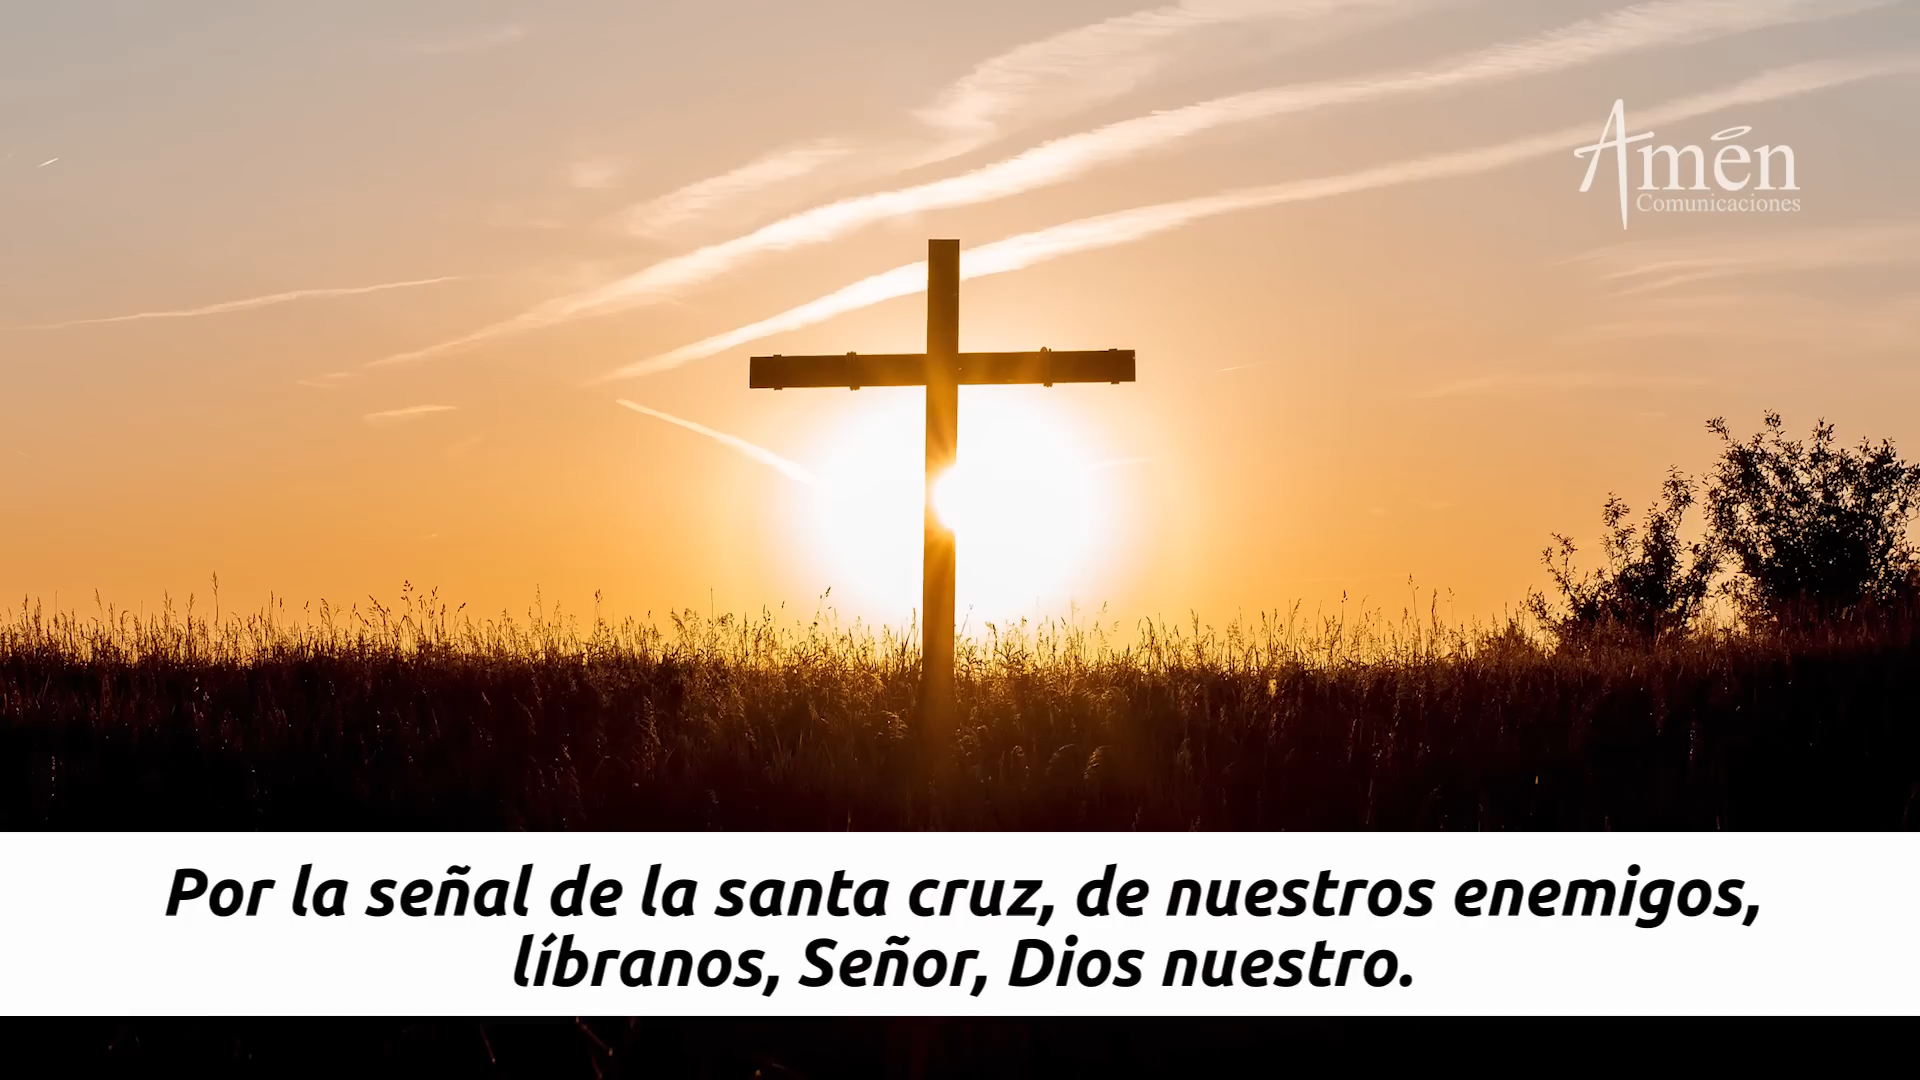 Amén
Comunicaciones
Por la señal de la santa cruz, de nuestros enemigos,
líbranos, Señor, Dios nuestro.